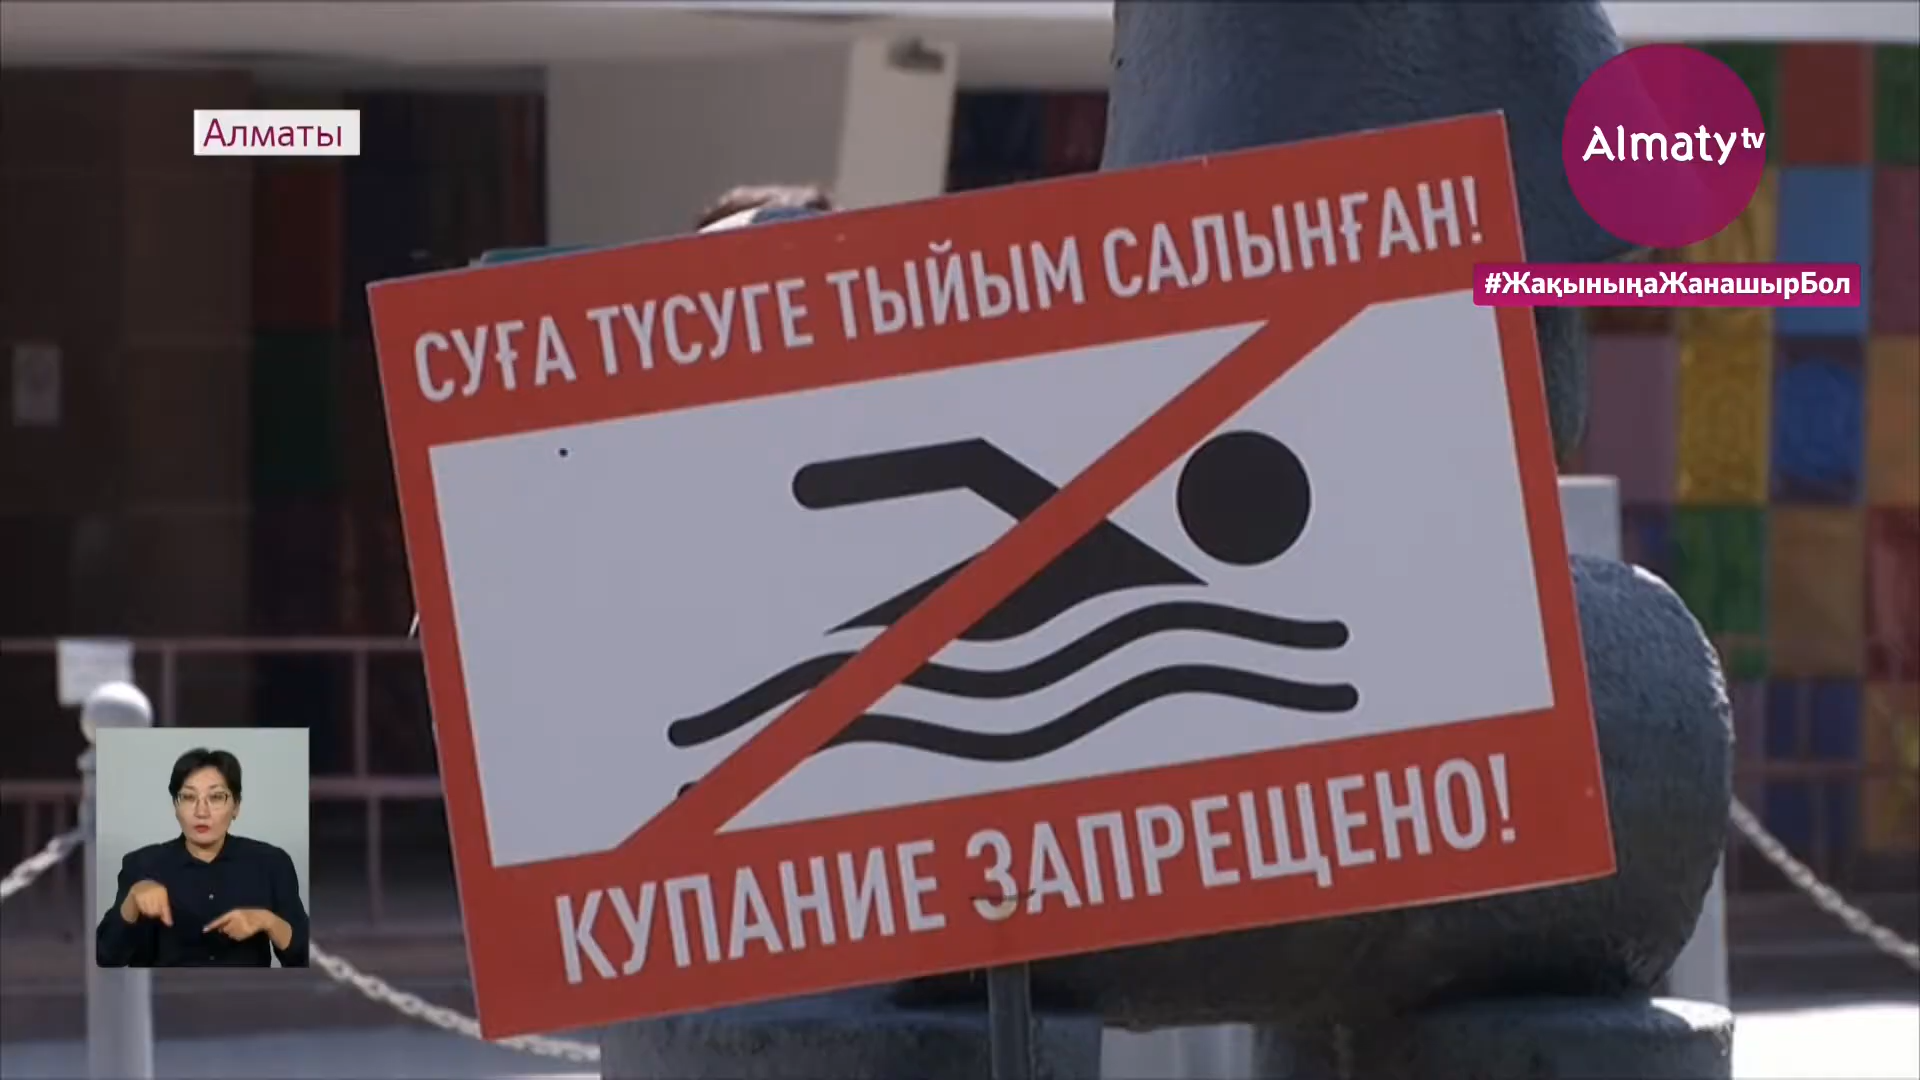 Алматы
Almaty tv
#ЖақыныңаЖанашырБол
СУҒА ТҮСУГЕ ТЫЙЫМ САЛЫНҒАН!
КУПАНИЕ ЗАПРЕЩЕНО!